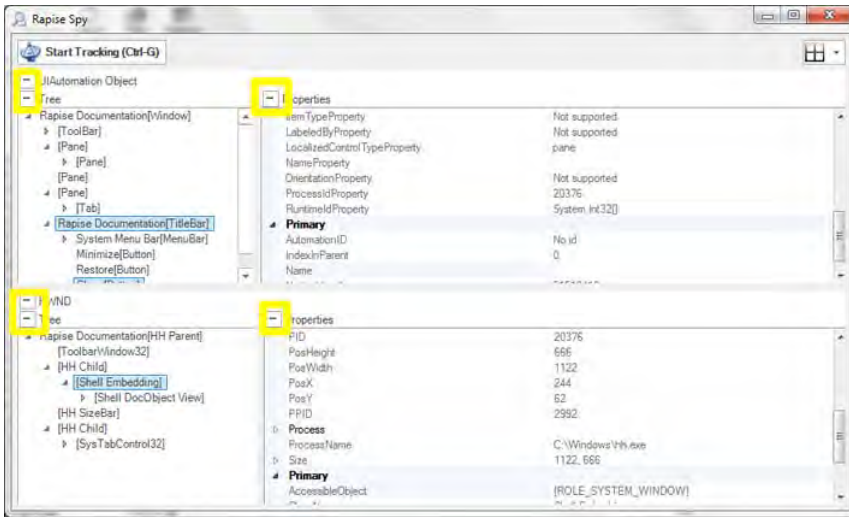 Rapise Spy
Start Tracking (Ctrl-G)
UIAutomation Object
Tree
Rapise Documentation[Window]
[ToolBar]
[Pane]
[Pane]
[Pane]
[Pane]
[Tab]
Rapise Documentation[TitleBar]
System Menu Bar[MenuBar]
Minimize[Button]
Restore[Button]
Properties
ItemTypeProperty Not supported
LabeledByProperty Not supported
LocalizedControlTypeProperty pane
NameProperty
OrientationProperty Not supported
ProcessIdProperty 20376
RuntimeIdProperty System.Int32[]
Primary
AutomationID No id
IndexInParent 0
Name
HWND
Tree
Rapise Documentation[HH Parent]
[ToolbarWindow32]
[HH Child]
[Shell Embedding]
[Shell DocObject View]
[HH SizeBar]
[HH Child]
[SysTabControl32]
Properties
PID 20376
PosHeight 666
PosWidth 1122
PosX 244
PosY 62
PPID 2992
Process
ProcessName C:\Windows\hh.exe
Size 1122, 666
Primary
AccessibleObject [ROLE_SYSTEM_WINDOW]